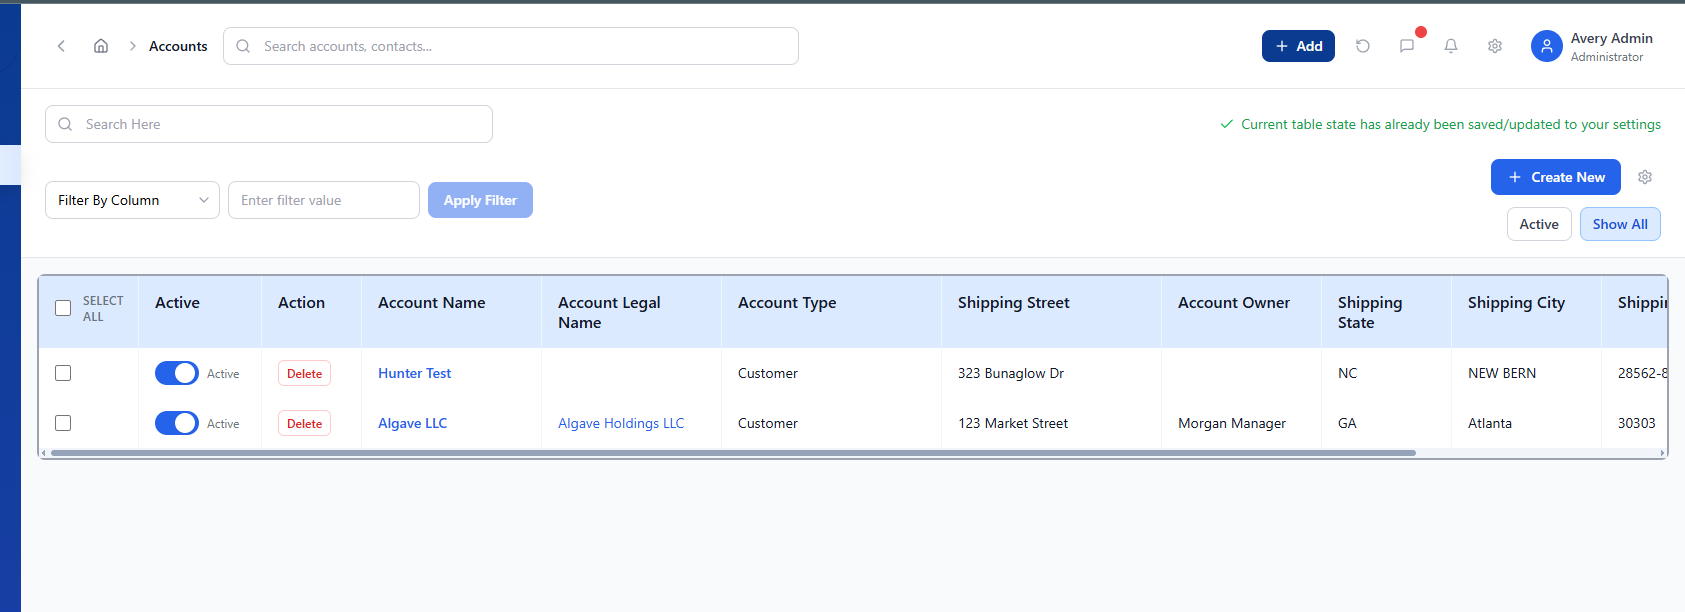 Accounts
Search accounts, contacts...
Add
Avery Admin
Administrator
Search Here
Current table state has already been saved/updated to your settings
Create New
Filter By Column
Enter filter value
Apply Filter
Active
Show All
SELECT ALL
Active
Action
Account Name
Account Legal Name
Account Type
Shipping Street
Account Owner
Shipping State
Shipping City
Active
Delete
Hunter Test
Customer
323 Bunaglow Dr
NC
NEW BERN
28562-8
Active
Delete
Algave LLC
Algave Holdings LLC
Customer
123 Market Street
Morgan Manager
GA
Atlanta
30303